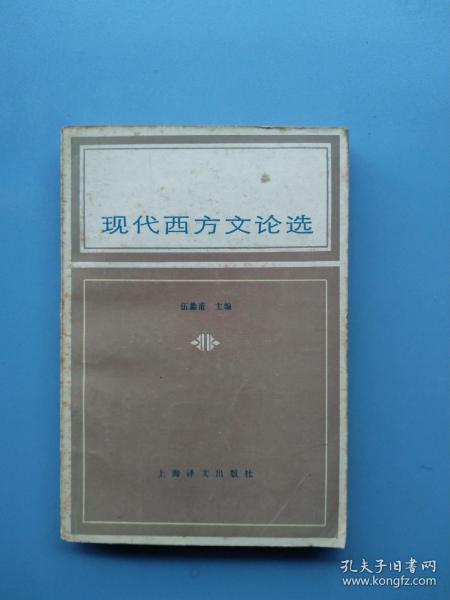 现代西方文论选
伍蠡甫 主编
上海译文出版社
孔夫子旧书网
www.kongfz.com